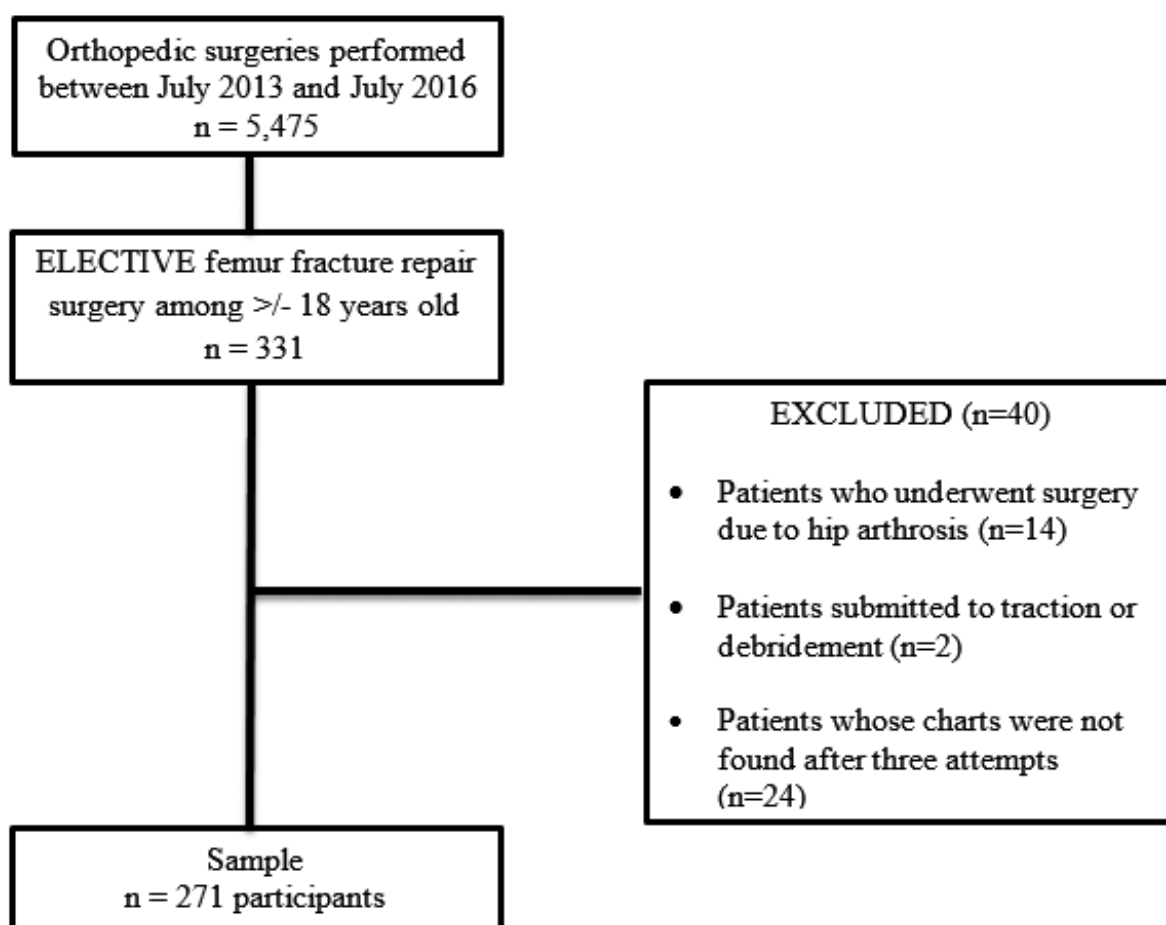 Orthopedic surgeries performed
between July 2013 and July 2016
n = 5,475
ELECTIVE femur fracture repair
surgery among >/- 18 years old
n = 331
EXCLUDED (n=40)
• Patients who underwent surgery
due to hip arthrosis (n=14)
• Patients submitted to traction or
debridement (n=2)
• Patients whose charts were not
found after three attempts
(n=24)
Sample
n = 271 participants